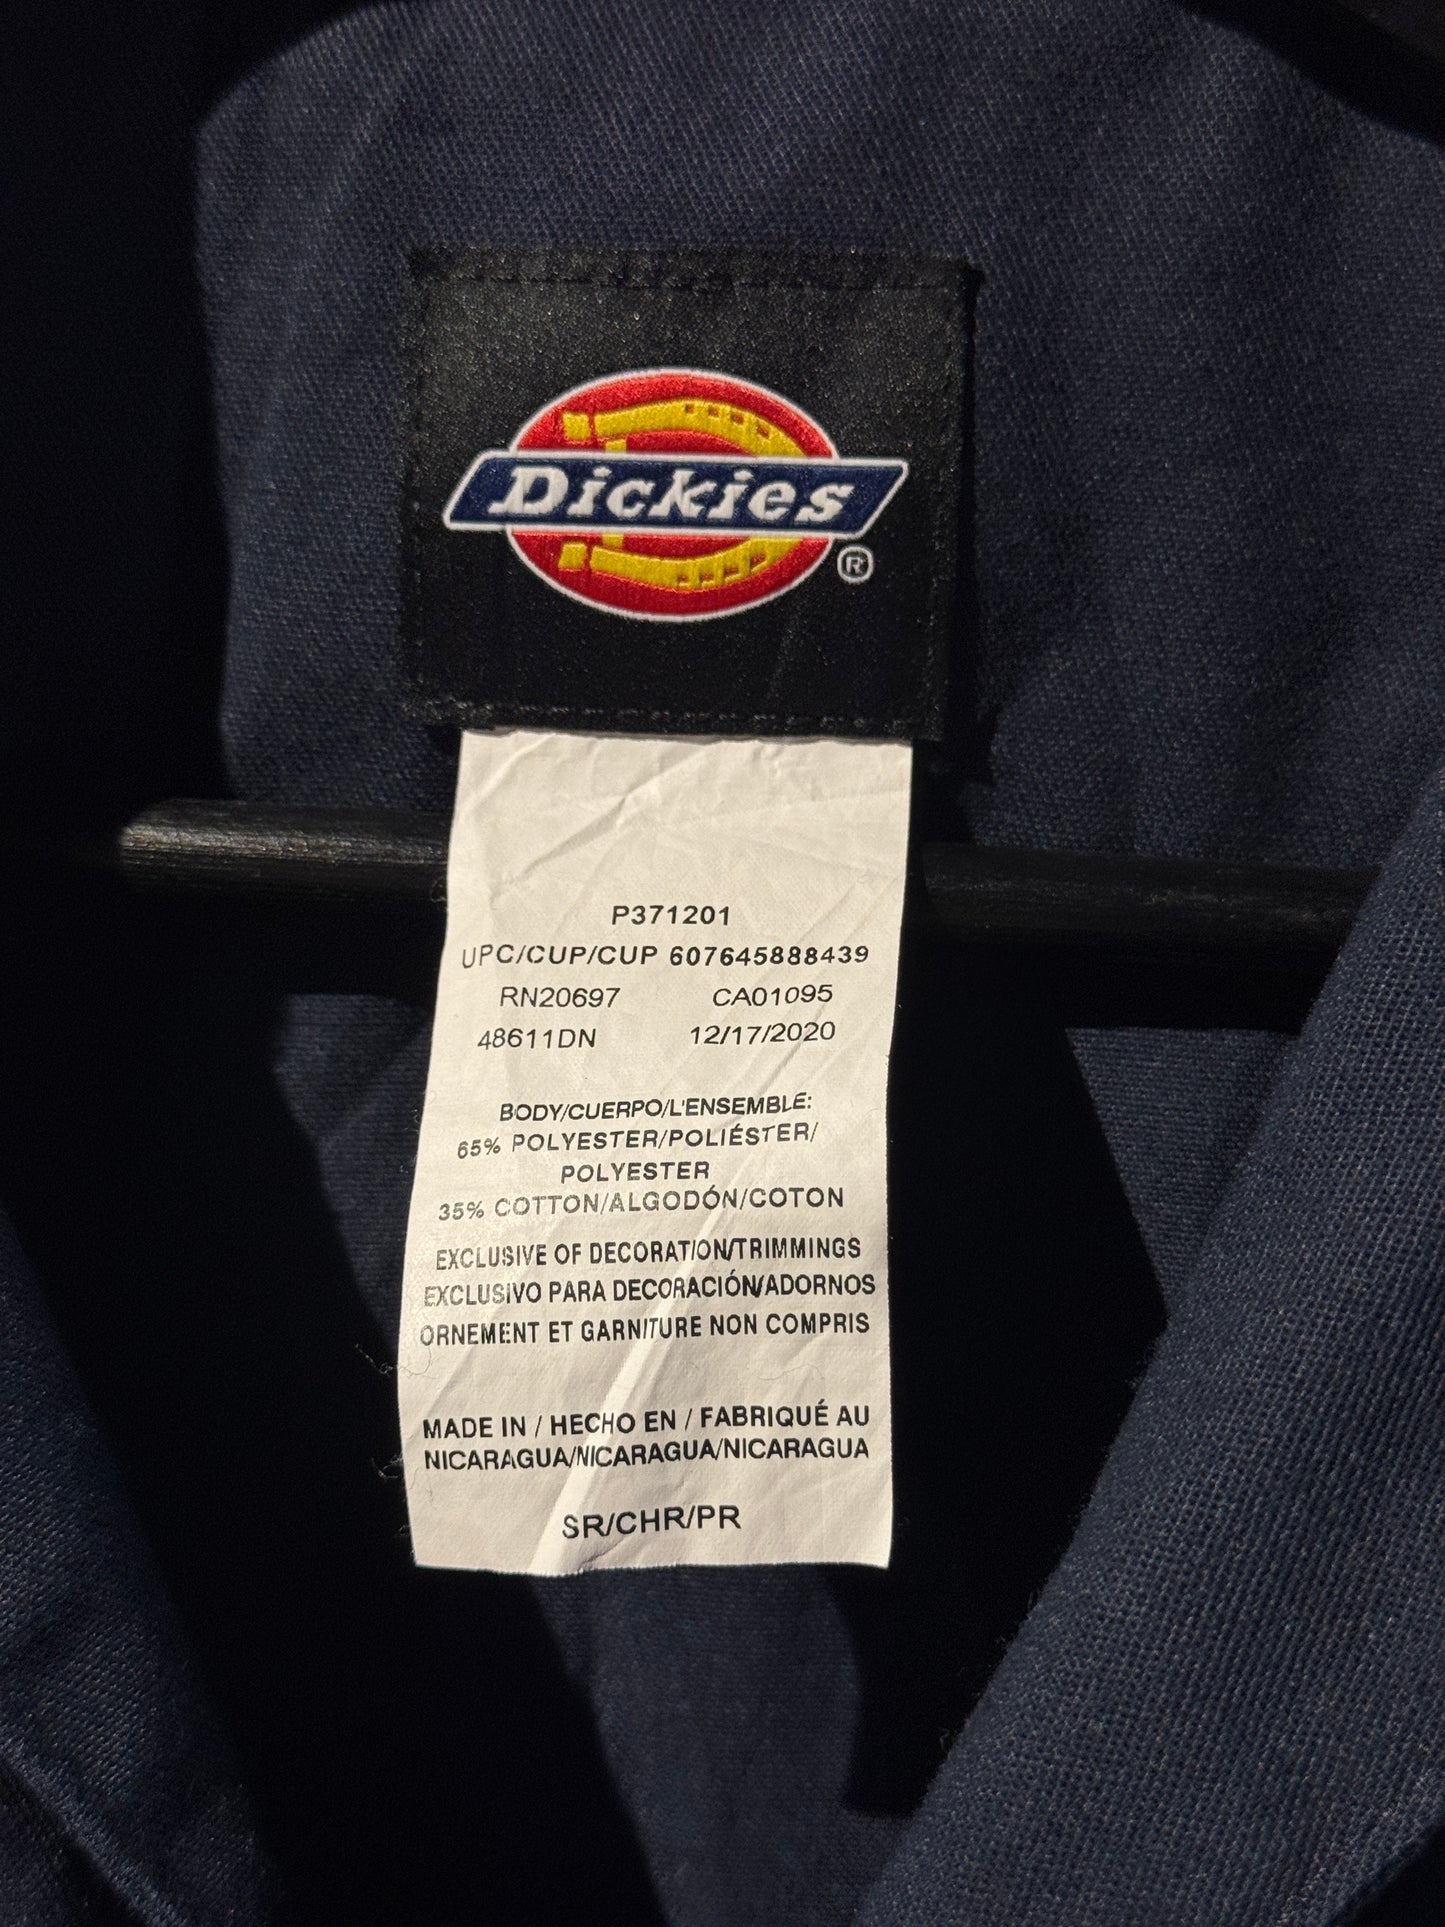 Dickies
®
P371201
UPC/CUP/CUP 607645888439
RN20697 CA01095
48611DN 12/17/2020
BODY/CUERPO/L'ENSEMBLE:
65% POLYESTER/POLIÉSTER/
POLYESTER
35% COTTON/ALGODÓN/COTON
EXCLUSIVE OF DECORATION/TRIMMINGS
EXCLUSIVO PARA DECORACIÓN/ADORNOS
ORNEMENT ET GARNITURE NON COMPRIS
MADE IN / HECHO EN / FABRIQUÉ AU
NICARAGUA/NICARAGUA/NICARAGUA
SR/CHR/PR